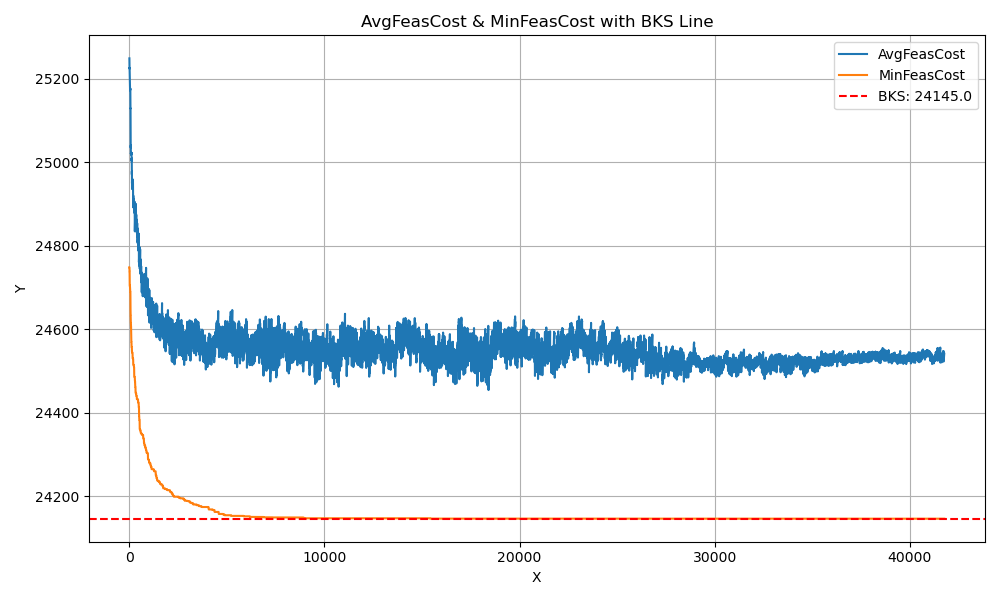 AvgFeasCost & MinFeasCost with BKS Line
AvgFeasCost
MinFeasCost
BKS: 24145.0
Y
25200
25000
24800
24600
24400
24200
0
10000
20000
30000
40000
X